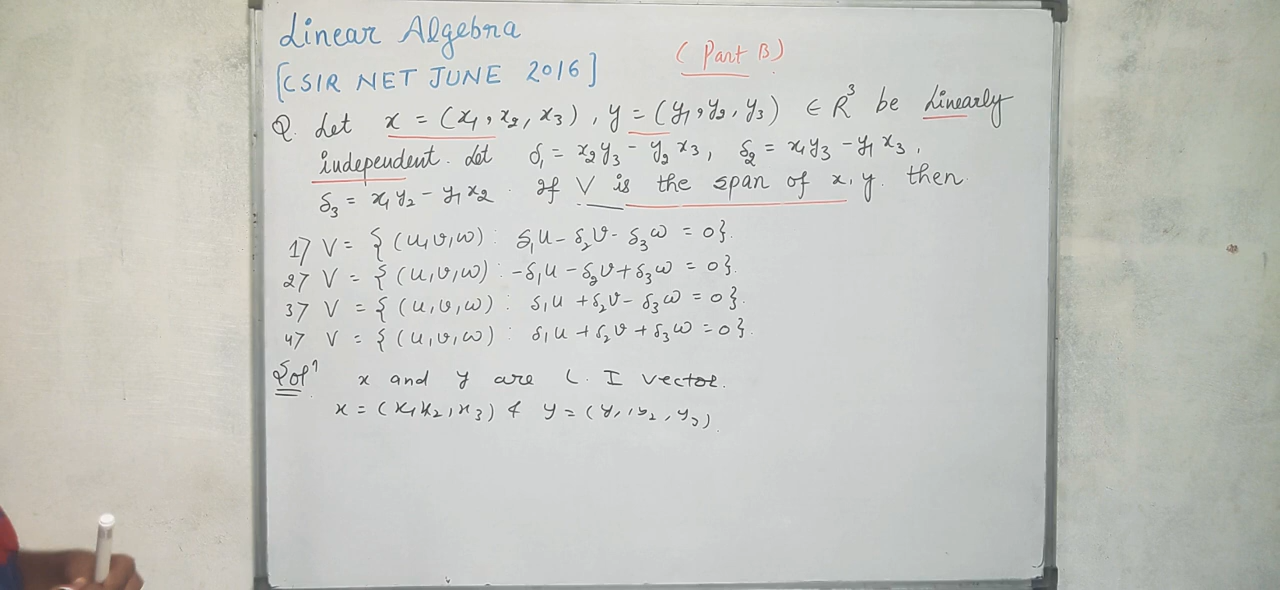 Linear Algebra
(Part B)
[CSIR NET JUNE 2016]
Q. Let x = (x₁, x₂, x₃), y = (y₁, y₂, y₃) ∈ R³ be Linearly
independent. Let δ₁ = x₂y₃ - y₂x₃, δ₂ = x₁y₃ - y₁x₃,
δ₃ = x₁y₂ - y₁x₂. If V is the span of x, y. then.
1) V = {(u,v,w) : δ₁u - δ₂v - δ₃w = 0}.
2) V = {(u,v,w) : -δ₁u - δ₂v + δ₃w = 0}.
3) V = {(u,v,w) : δ₁u + δ₂v - δ₃w = 0}.
4) V = {(u,v,w) : δ₁u + δ₂v + δ₃w = 0}.
Solⁿ x and y are L. I vector.
x = (x₁ x₂, x₃) & y = (y₁, y₂, y₃)